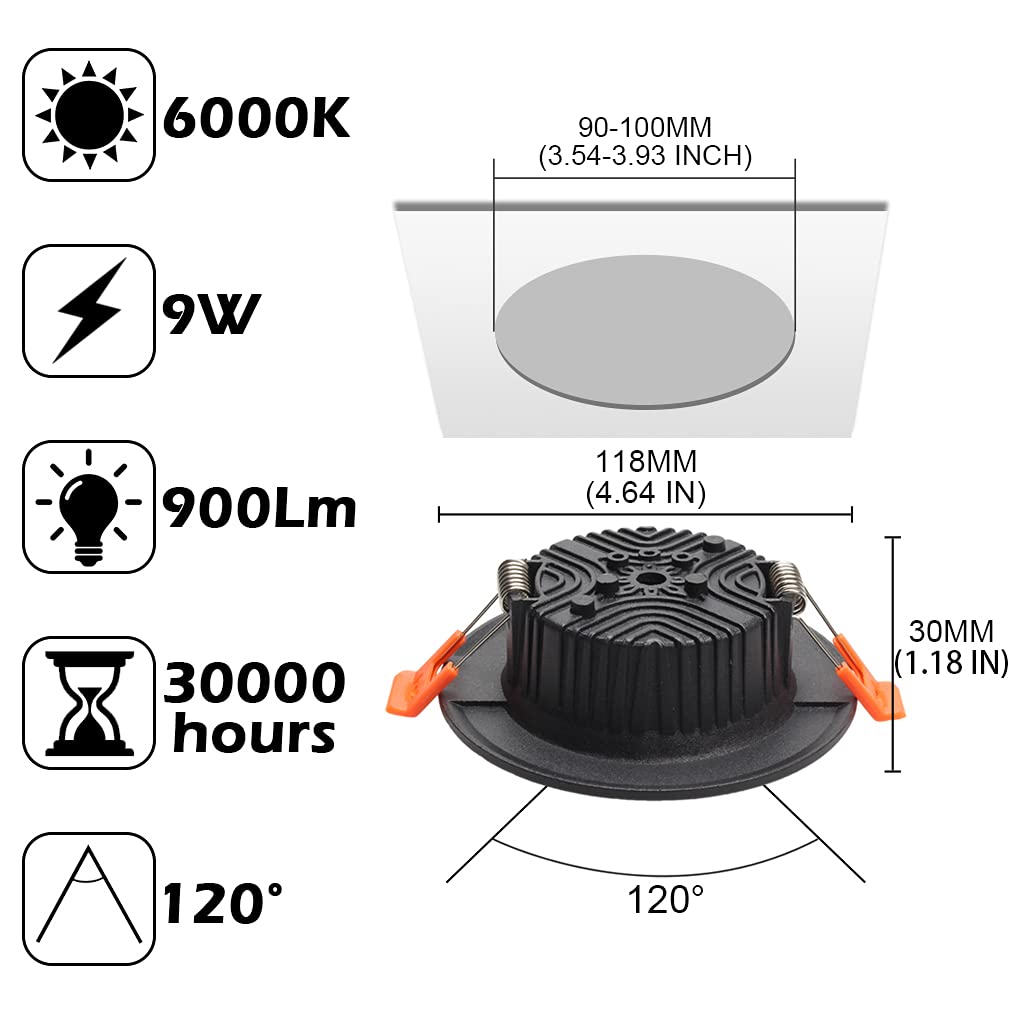 6000K
9W
900Lm
30000
hours
120°
90-100MM
(3.54-3.93 INCH)
118MM
(4.64 IN)
30MM
(1.18 IN)
120°